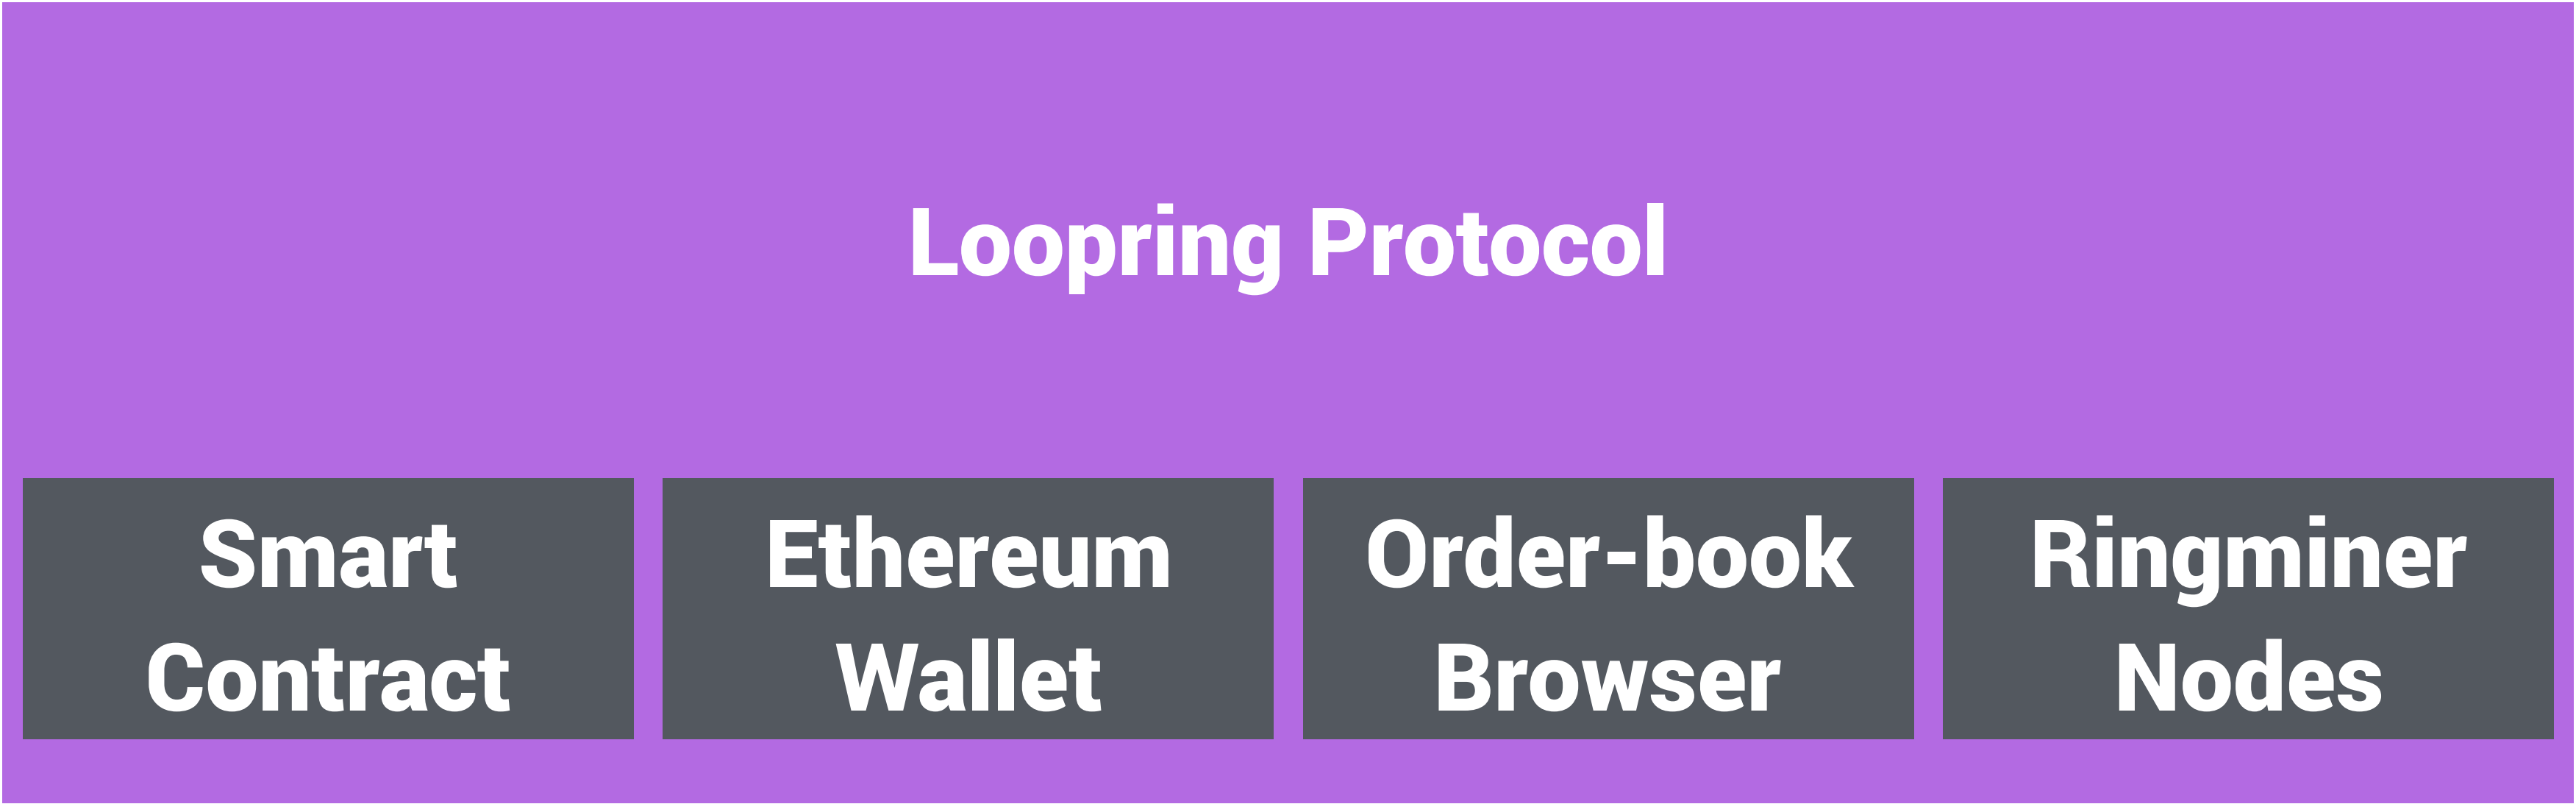 Loopring Protocol
Smart
Contract
Ethereum
Wallet
Order-book
Browser
Ringminer
Nodes